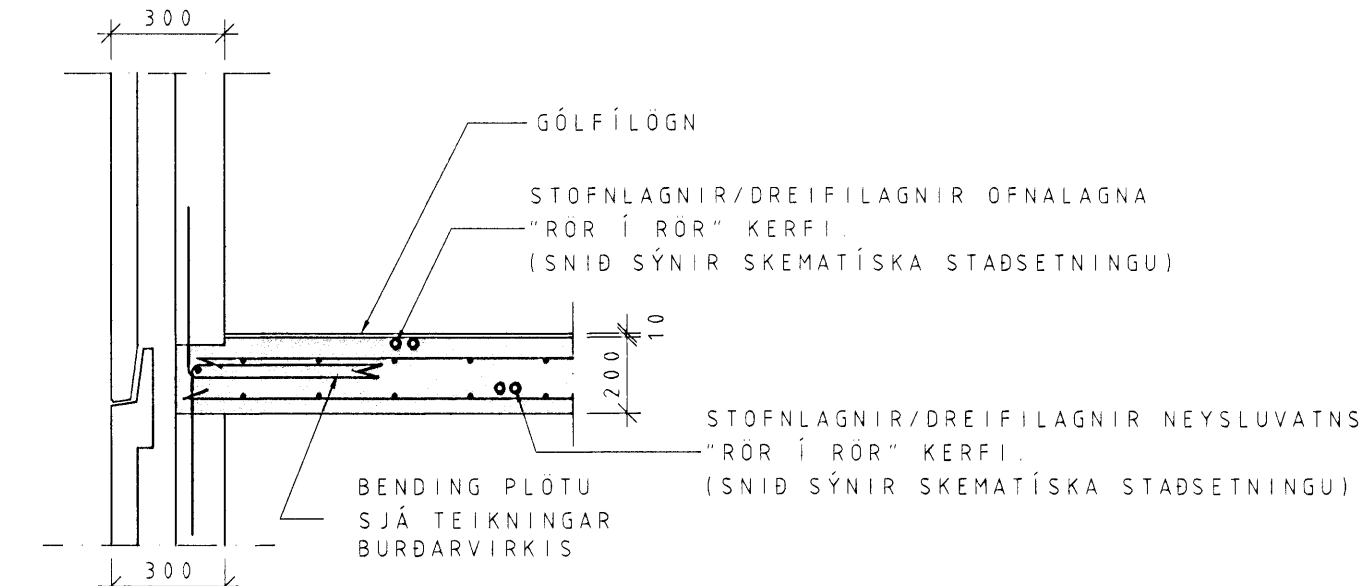 300
GÓLFÍLÖGN
STOFNLAGNIR/DREIFILAGNIR OFNALAGNA
"RÖR Í RÖR" KERFI.
(SNIÐ SÝNIR SKEMATÍSKA STAÐSETNINGU)
10
200
STOFNLAGNIR/DREIFILAGNIR NEYSLUVATNS
"RÖR Í RÖR" KERFI.
(SNIÐ SÝNIR SKEMATÍSKA STAÐSETNINGU)
BENDING PLÖTU
SJÁ TEIKNINGAR
BURÐARVIRKIS
300